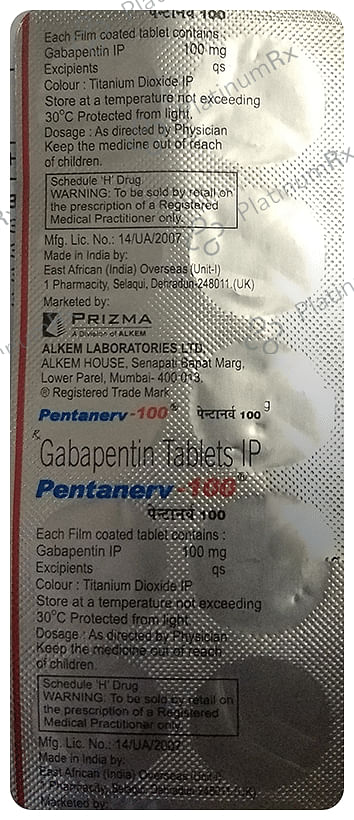 पेन्टानर्व 100
Each Film coated tablet contains :
Gabapentin IP 100 mg
Excipients qs
Colour : Titanium Dioxide IP
Store at a temperature not exceeding
30°C Protected from light.
Dosage : As directed by Physician
Keep the medicine out of reach
of children.
Schedule 'H' Drug
WARNING: To be sold by retail on
the prescription of a Registered
Medical Practitioner only.
Mfg. Lic. No.: 14/UA/2007
Made in India by:
East African (India) Overseas (Unit-I)
1 Pharmacity, Selaqui, Dehradun-248011.(UK)
Marketed by:
PRIZMA
A Division of ALKEM
ALKEM LABORATORIES LTD.
ALKEM HOUSE, Senapati Bapat Marg,
Lower Parel, Mumbai- 400 013.
® Registered Trade Mark
Pentanerv-100® पेन्टानर्व 100
Gabapentin Tablets IP
Pentanerv-100®
पेन्टानर्व 100
Each Film coated tablet contains :
Gabapentin IP 100 mg
Excipients qs
Colour : Titanium Dioxide IP
Store at a temperature not exceeding
30°C Protected from light.
Dosage : As directed by Physician
Keep the medicine out of reach
of children.
Schedule 'H' Drug
WARNING: To be sold by retail on
the prescription of a Registered
Medical Practitioner only.
Mfg. Lic. No.: 14/UA/2007
Made in India by:
East African (India) Overseas (Unit-I)
Pharmacity, Selaqui, Dehradun-248011.(UK)
Marketed by:
PlatinumRx
PlatinumRx